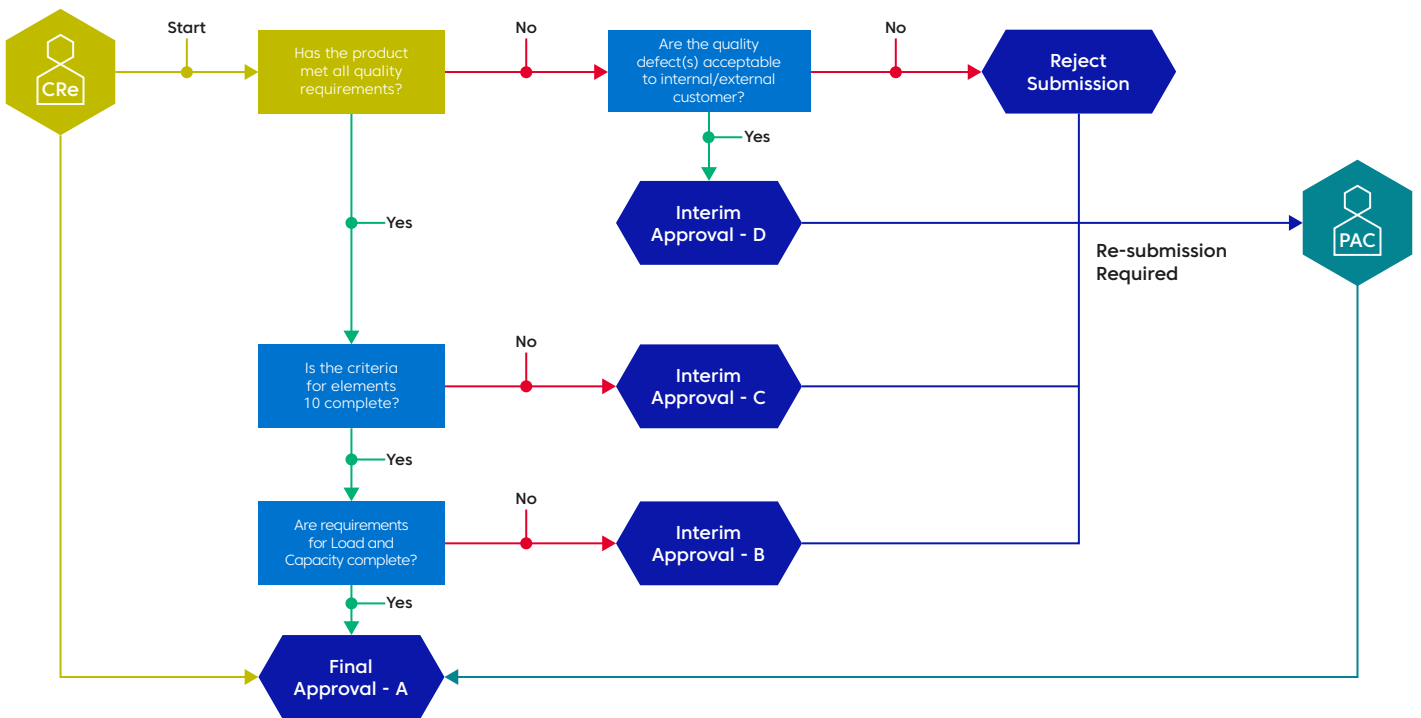 CRe
Start
Has the product
met all quality
requirements?
No
Are the quality
defect(s) acceptable
to internal/external
customer?
No
Reject
Submission
Yes
Interim
Approval - D
Yes
PAC
Re-submission
Required
Is the criteria
for elements
10 complete?
No
Interim
Approval - C
Yes
Are requirements
for Load and
Capacity complete?
No
Interim
Approval - B
Yes
Final
Approval - A